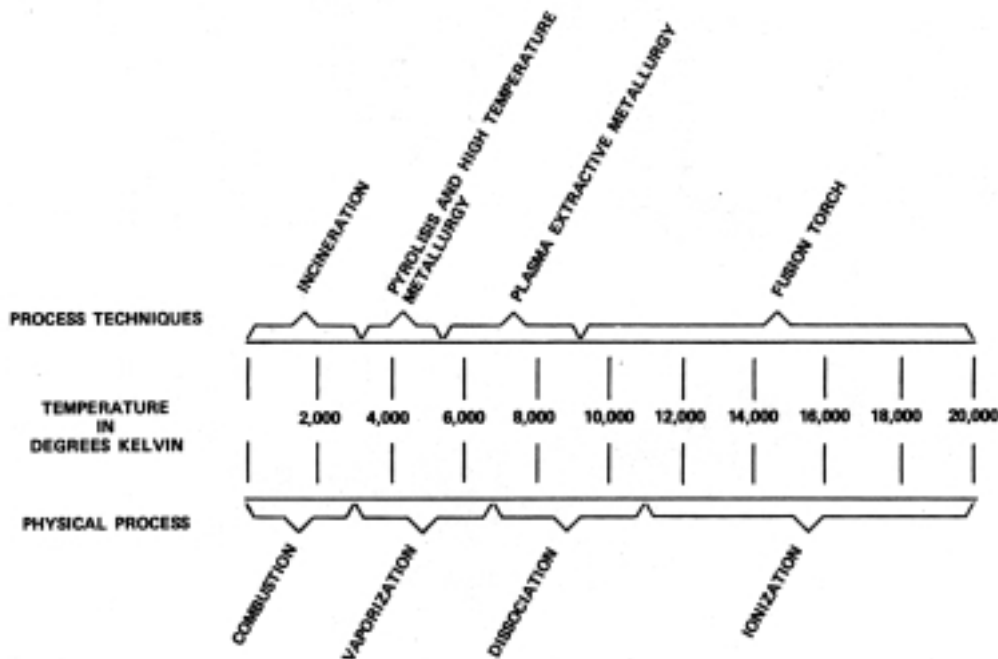 INCINERATION
PYROLISIS AND HIGH TEMPERATURE
METALLURGY
PLASMA EXTRACTIVE METALLURGY
FUSION TORCH
PROCESS TECHNIQUES
TEMPERATURE
IN
DEGREES KELVIN
2,000 4,000 6,000 8,000 10,000 12,000 14,000 16,000 18,000 20,000
PHYSICAL PROCESS
COMBUSTION
VAPORIZATION
DISSOCIATION
IONIZATION